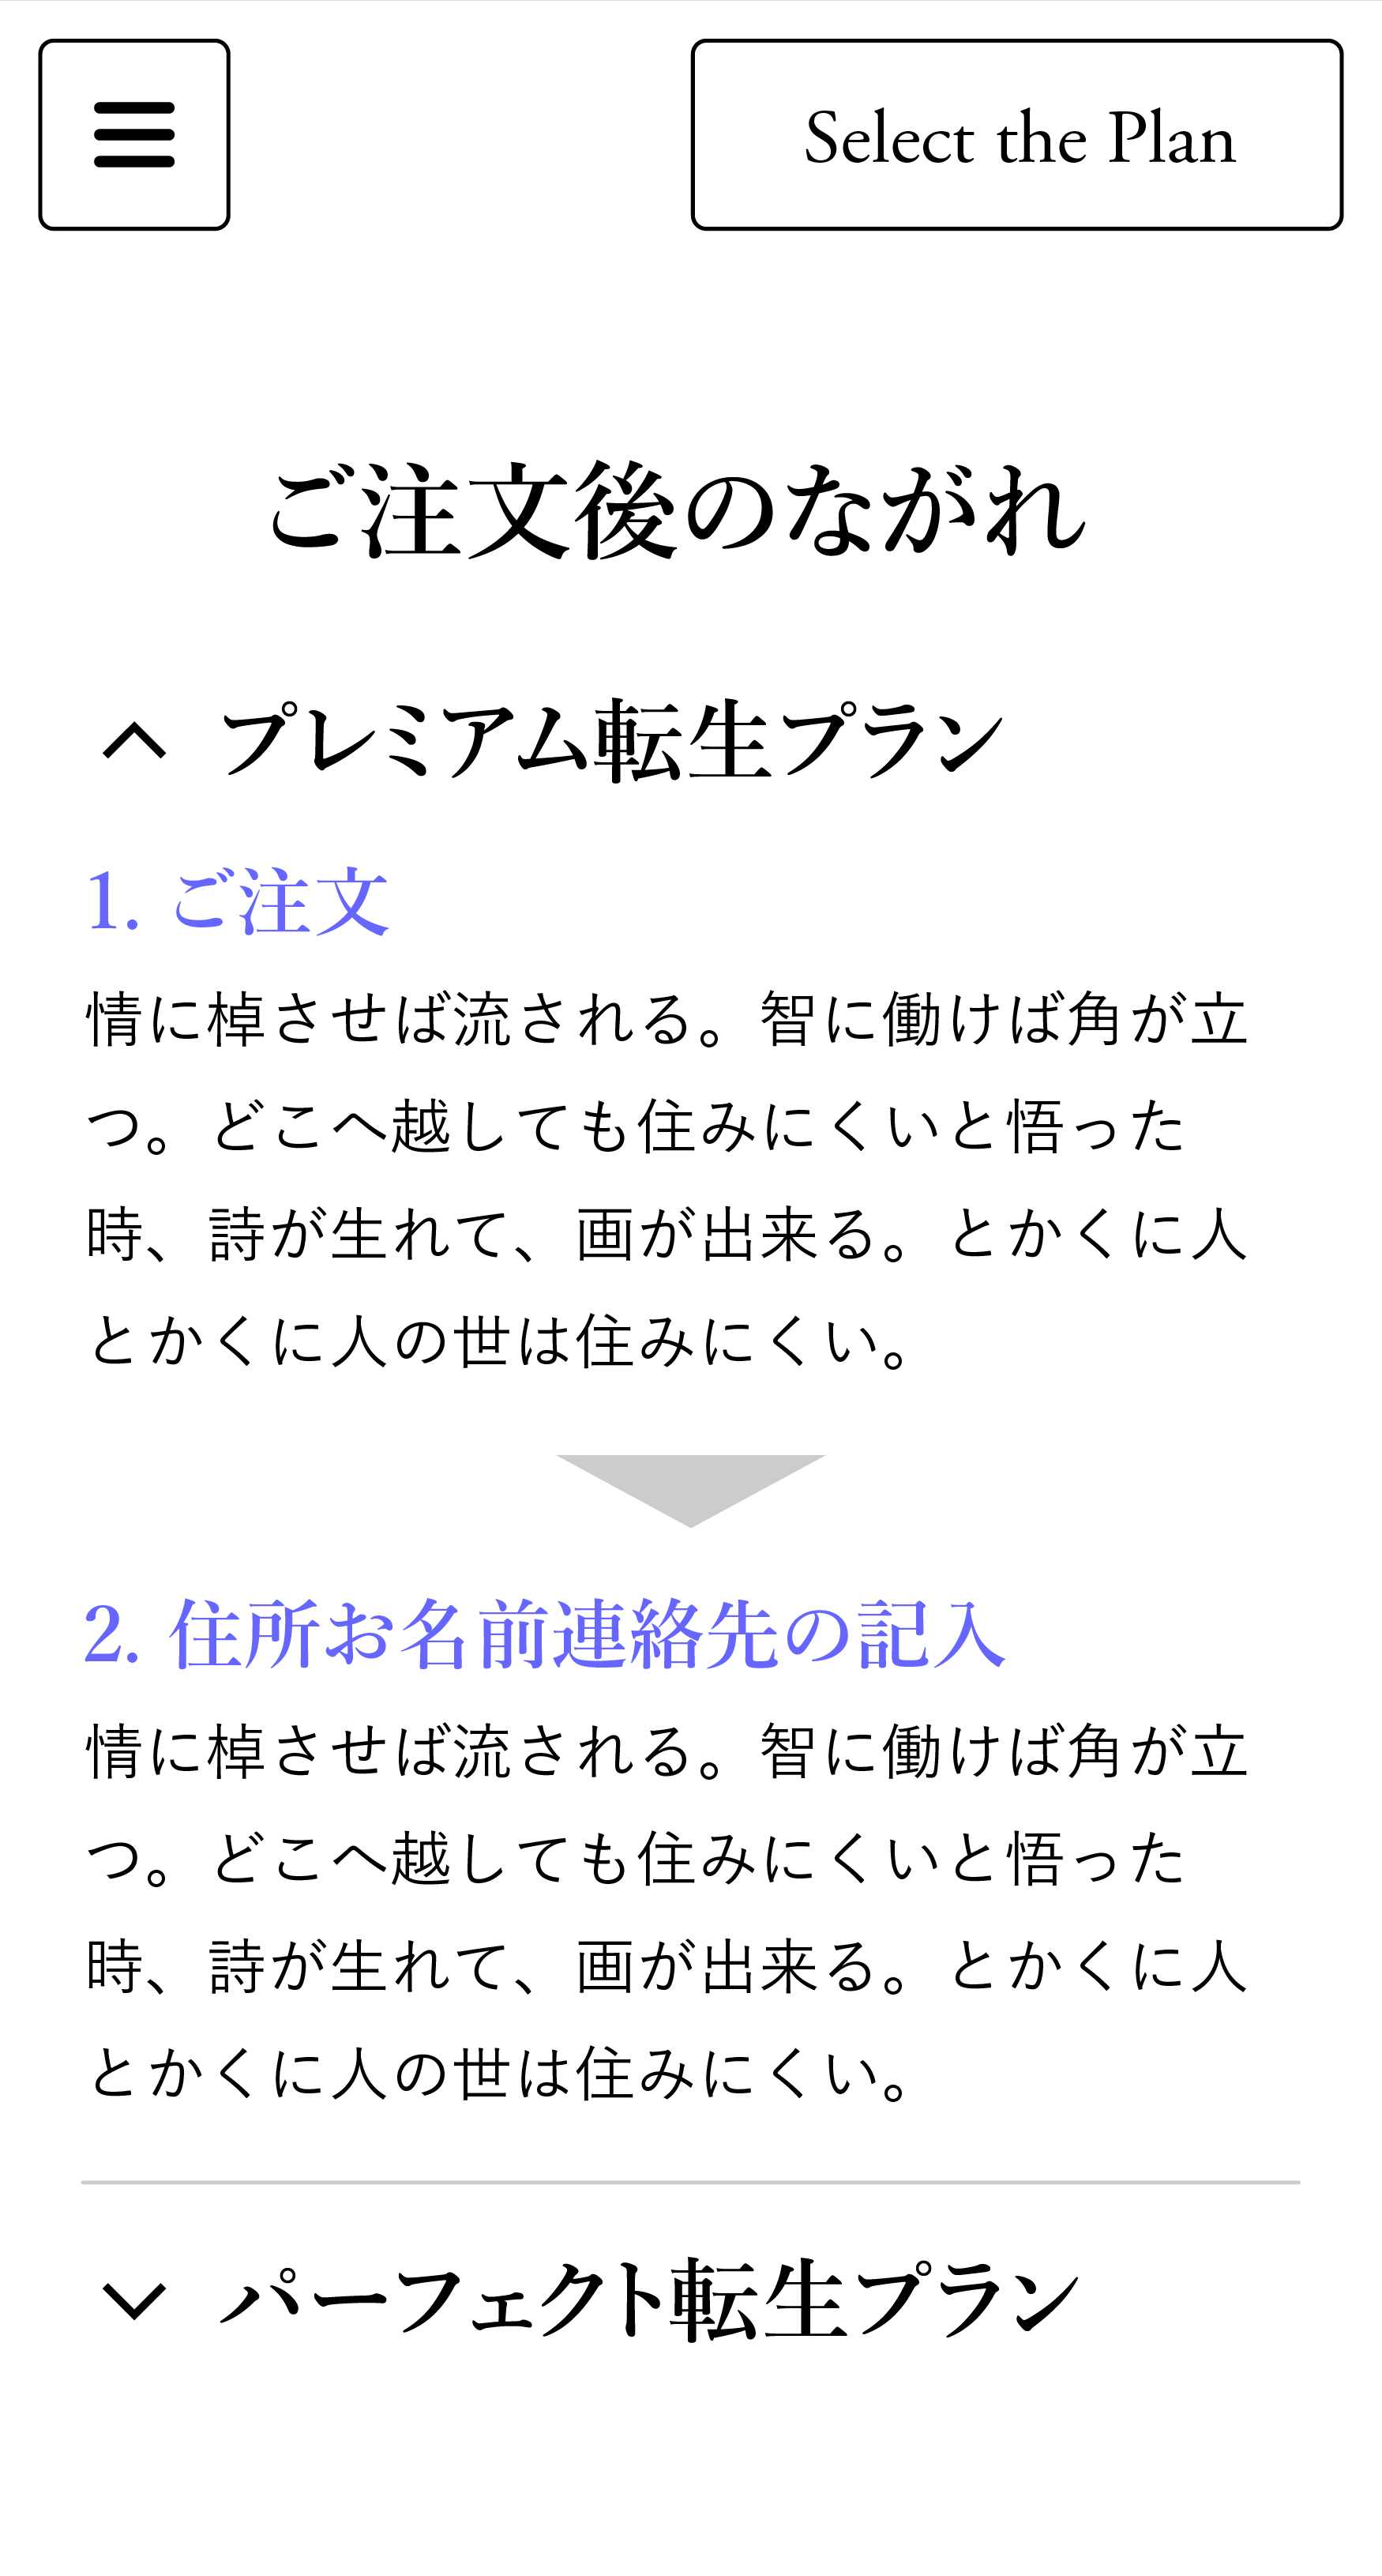 Select the Plan
ご注文後のながれ
プレミアム転生プラン
1. ご注文
情に棹させば流される。智に働けば角が立
つ。どこへ越しても住みにくいと悟った
時、詩が生れて、画が出来る。とかくに人
とかくに人の世は住みにくい。
2. 住所お名前連絡先の記入
情に棹させば流される。智に働けば角が立
つ。どこへ越しても住みにくいと悟った
時、詩が生れて、画が出来る。とかくに人
とかくに人の世は住みにくい。
パーフェクト転生プラン